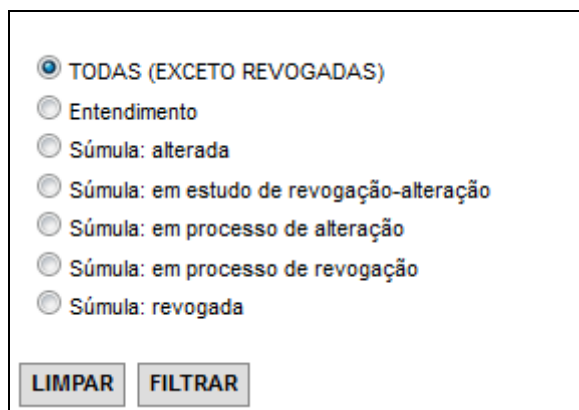 TODAS (EXCETO REVOGADAS)
Entendimento
Súmula: alterada
Súmula: em estudo de revogação-alteração
Súmula: em processo de alteração
Súmula: em processo de revogação
Súmula: revogada
LIMPAR FILTRAR